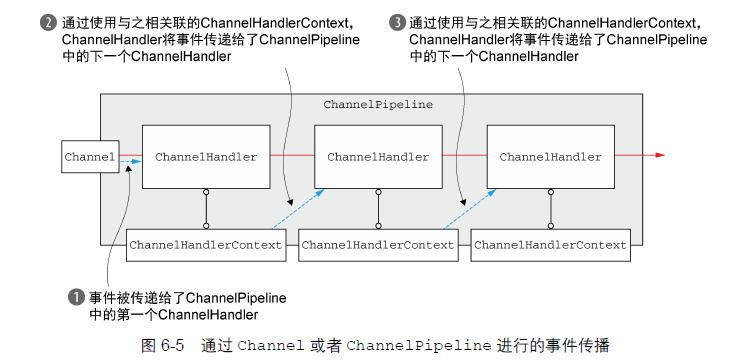 ② 通过使用与之相关联的ChannelHandlerContext，
ChannelHandler将事件传递给了ChannelPipeline
中的下一个ChannelHandler
③ 通过使用与之相关联的ChannelHandlerContext，
ChannelHandler将事件传递给了ChannelPipeline
中的下一个ChannelHandler
ChannelPipeline
Channel
ChannelHandler
ChannelHandler
ChannelHandler
ChannelHandlerContext
ChannelHandlerContext
ChannelHandlerContext
① 事件被传递给了ChannelPipeline
中的第一个ChannelHandler
图 6-5 通过 Channel 或者 ChannelPipeline 进行的事件传播